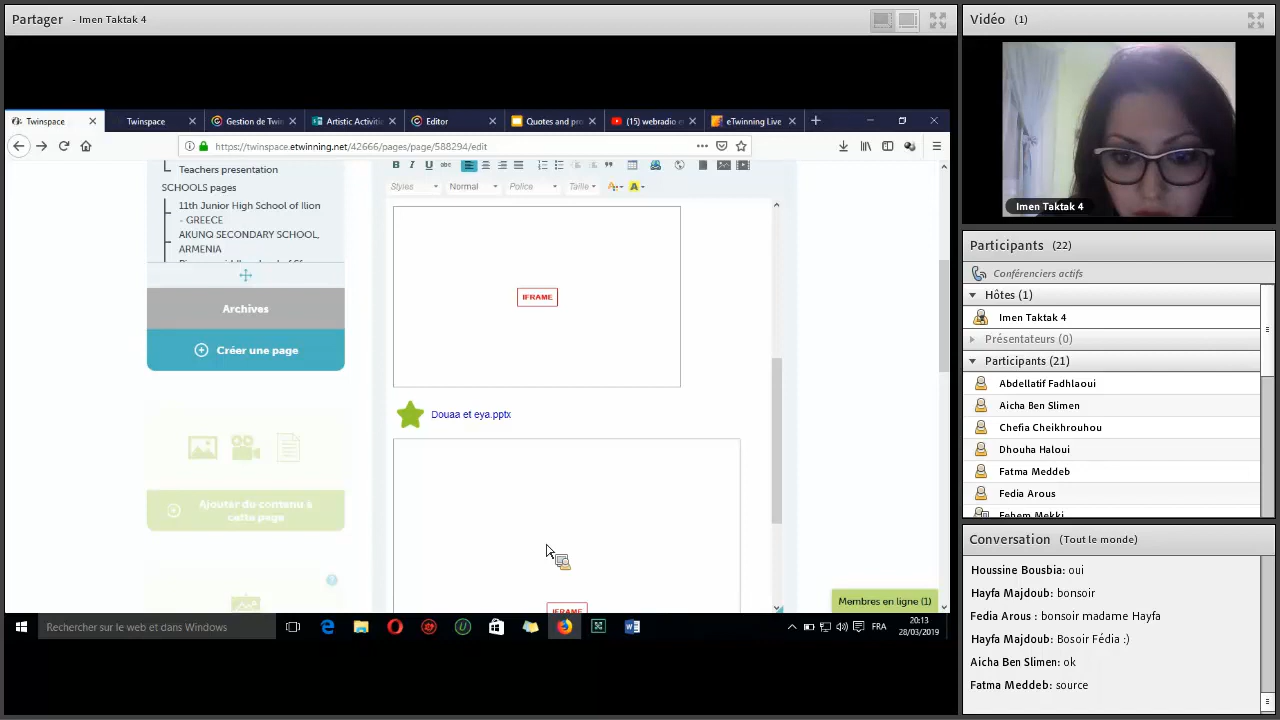 Partager - Imen Taktak 4
Twinspace
Twinspace
Gestion de Twin
Artistic Activitie
Editor
Quotes and pro
(15) webradio e
eTwinning Live
https://twinspace.etwinning.net/42666/pages/page/588294/edit
Teachers presentation
SCHOOLS pages
11th Junior High School of Ilion
- GREECE
AKUNQ SECONDARY SCHOOL,
ARMENIA
Archives
Créer une page
Ajouter du contenu à
cette page
B I U abc
Styles Normal Police Taille
IFRAME
Douaa et eya.pptx
IFRAME
Membres en ligne (1)
Rechercher sur le web et dans Windows
FRA
20:13
28/03/2019
Vidéo (1)
Imen Taktak 4
Participants (22)
Conférenciers actifs
Hôtes (1)
Imen Taktak 4
Présentateurs (0)
Participants (21)
Abdellatif Fadhlaoui
Aicha Ben Slimen
Chefia Cheikhrouhou
Dhouha Haloui
Fatma Meddeb
Fedia Arous
Fehem Mekki
Conversation (Tout le monde)
Houssine Bousbia: oui
Hayfa Majdoub: bonsoir
Fedia Arous : bonsoir madame Hayfa
Hayfa Majdoub: Bosoir Fédia :)
Aicha Ben Slimen: ok
Fatma Meddeb: source